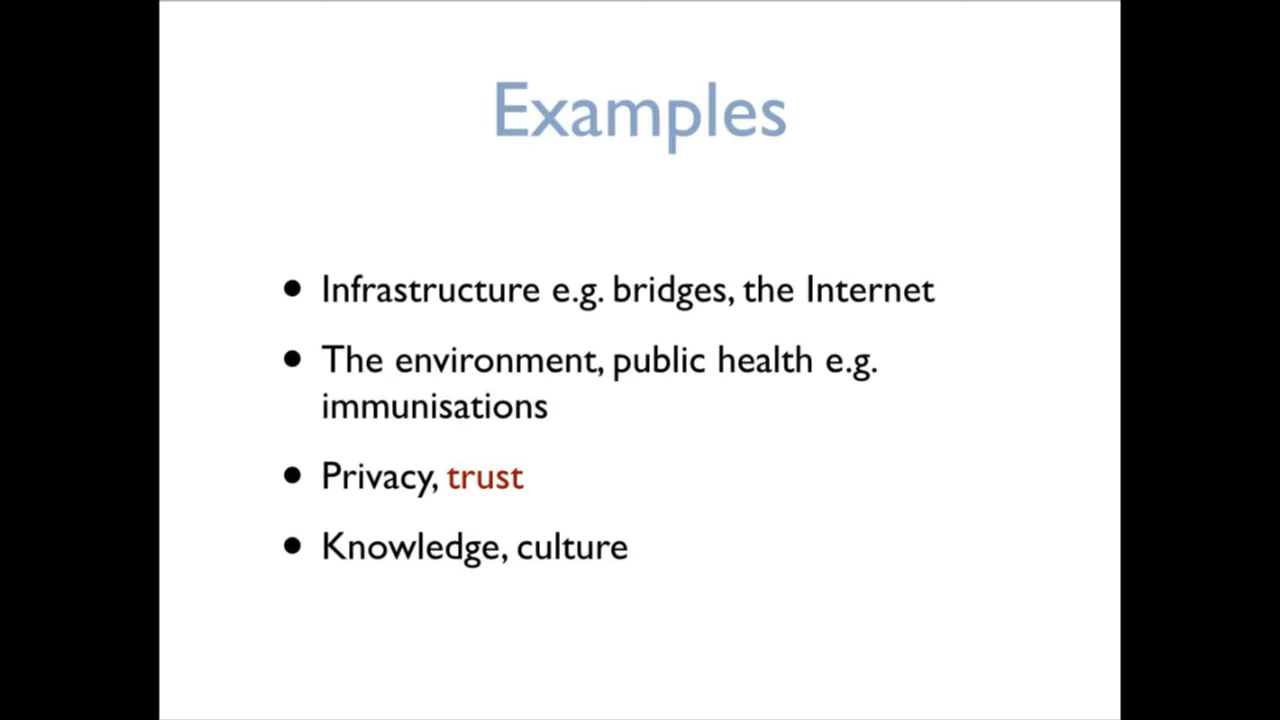 Examples
• Infrastructure e.g. bridges, the Internet
• The environment, public health e.g.
immunisations
• Privacy, trust
• Knowledge, culture